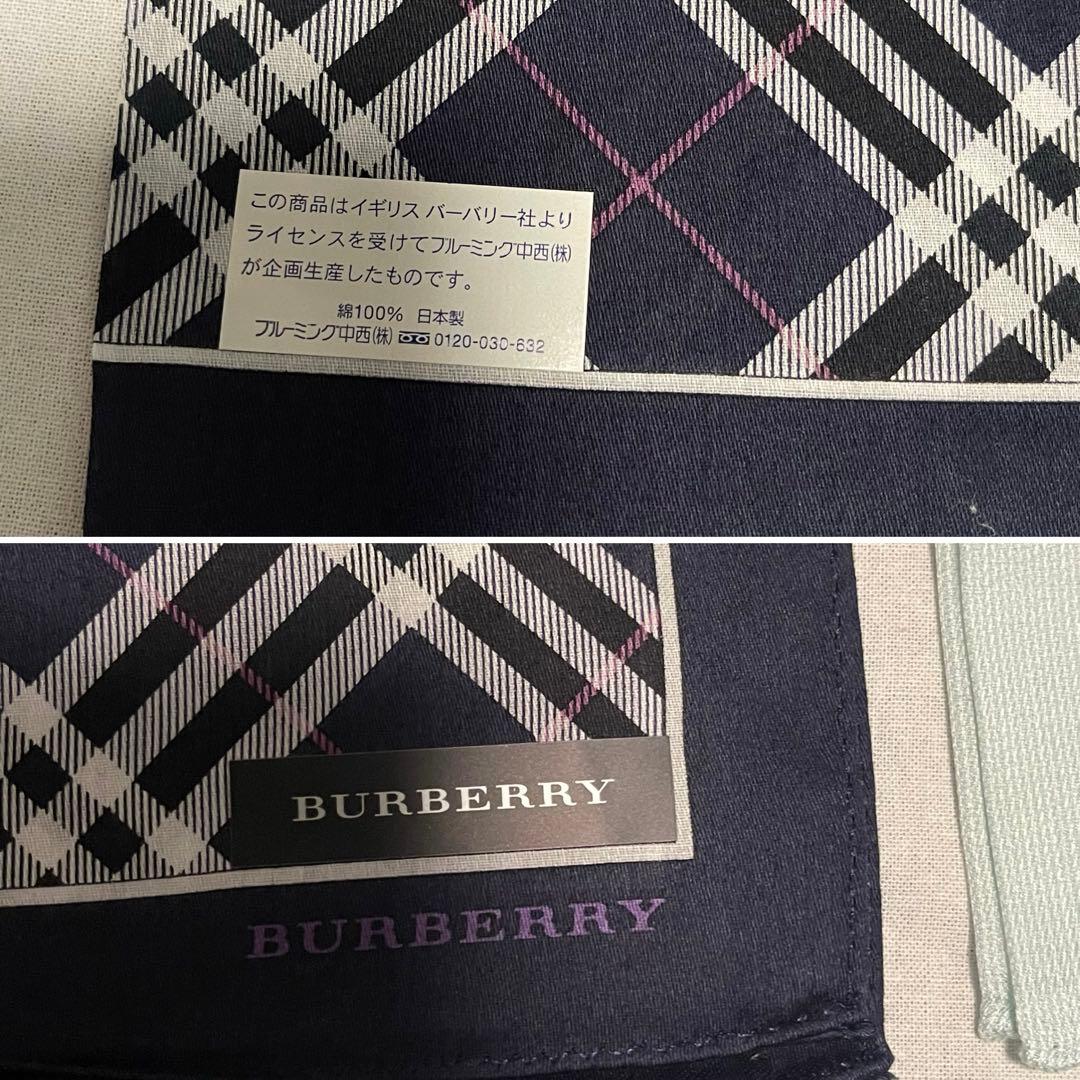 この商品はイギリス バーバリー社より
ライセンスを受けてブルーミング中西(株)
が企画生産したものです。
綿100% 日本製
ブルーミング中西(株) 0120-030-632
BURBERRY
BURBERRY